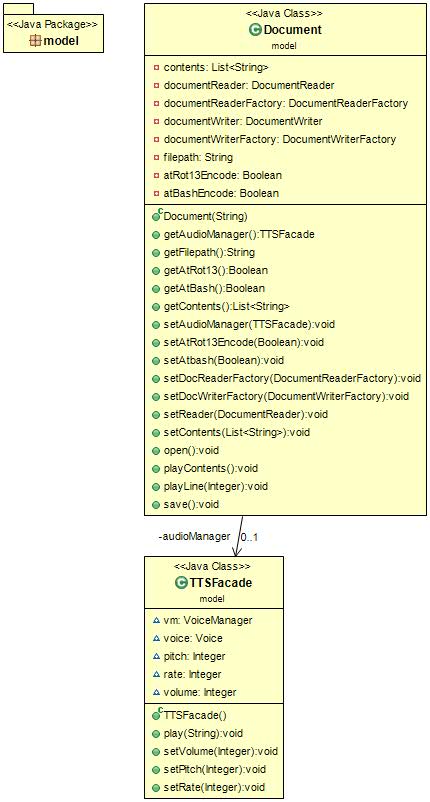 <<Java Package>>
model
<<Java Class>>
Document
model
contents: List<String>
documentReader: DocumentReader
documentReaderFactory: DocumentReaderFactory
documentWriter: DocumentWriter
documentWriterFactory: DocumentWriterFactory
filepath: String
atRot13Encode: Boolean
atBashEncode: Boolean
Document(String)
getAudioManager():TTSFacade
getFilepath():String
getAtRot13():Boolean
getAtBash():Boolean
getContents():List<String>
setAudioManager(TTSFacade):void
setAtRot13Encode(Boolean):void
setAtbash(Boolean):void
setDocReaderFactory(DocumentReaderFactory):void
setDocWriterFactory(DocumentWriterFactory):void
setReader(DocumentReader):void
setContents(List<String>):void
open():void
playContents():void
playLine(Integer):void
save():void
-audioManager 0..1
<<Java Class>>
TTSFacade
model
vm: VoiceManager
voice: Voice
pitch: Integer
rate: Integer
volume: Integer
TTSFacade()
play(String):void
setVolume(Integer):void
setPitch(Integer):void
setRate(Integer):void